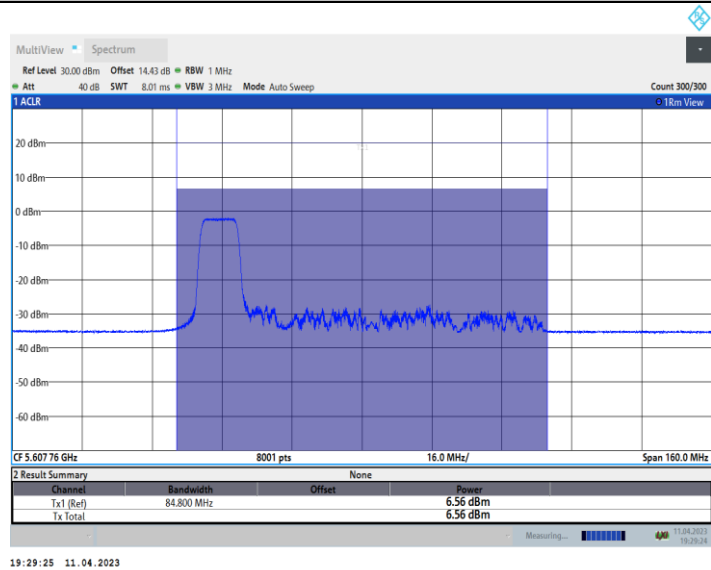 MultiView Spectrum
Ref Level 30.00 dBm Offset 14.43 dB RBW 1 MHz
Att 40 dB SWT 8.01 ms VBW 3 MHz Mode Auto Sweep Count 300/300
1 ACLR 1Rm View
20 dBm
10 dBm
0 dBm
-10 dBm
-20 dBm
-30 dBm
-40 dBm
-50 dBm
-60 dBm
CF 5.607 76 GHz 8001 pts 16.0 MHz/ Span 160.0 MHz
2 Result Summary None
Channel Bandwidth Offset Power
Tx1 (Ref) 84.800 MHz 6.56 dBm
Tx Total 6.56 dBm
Measuring... 11.04.2023
19:29:24
19:29:25 11.04.2023